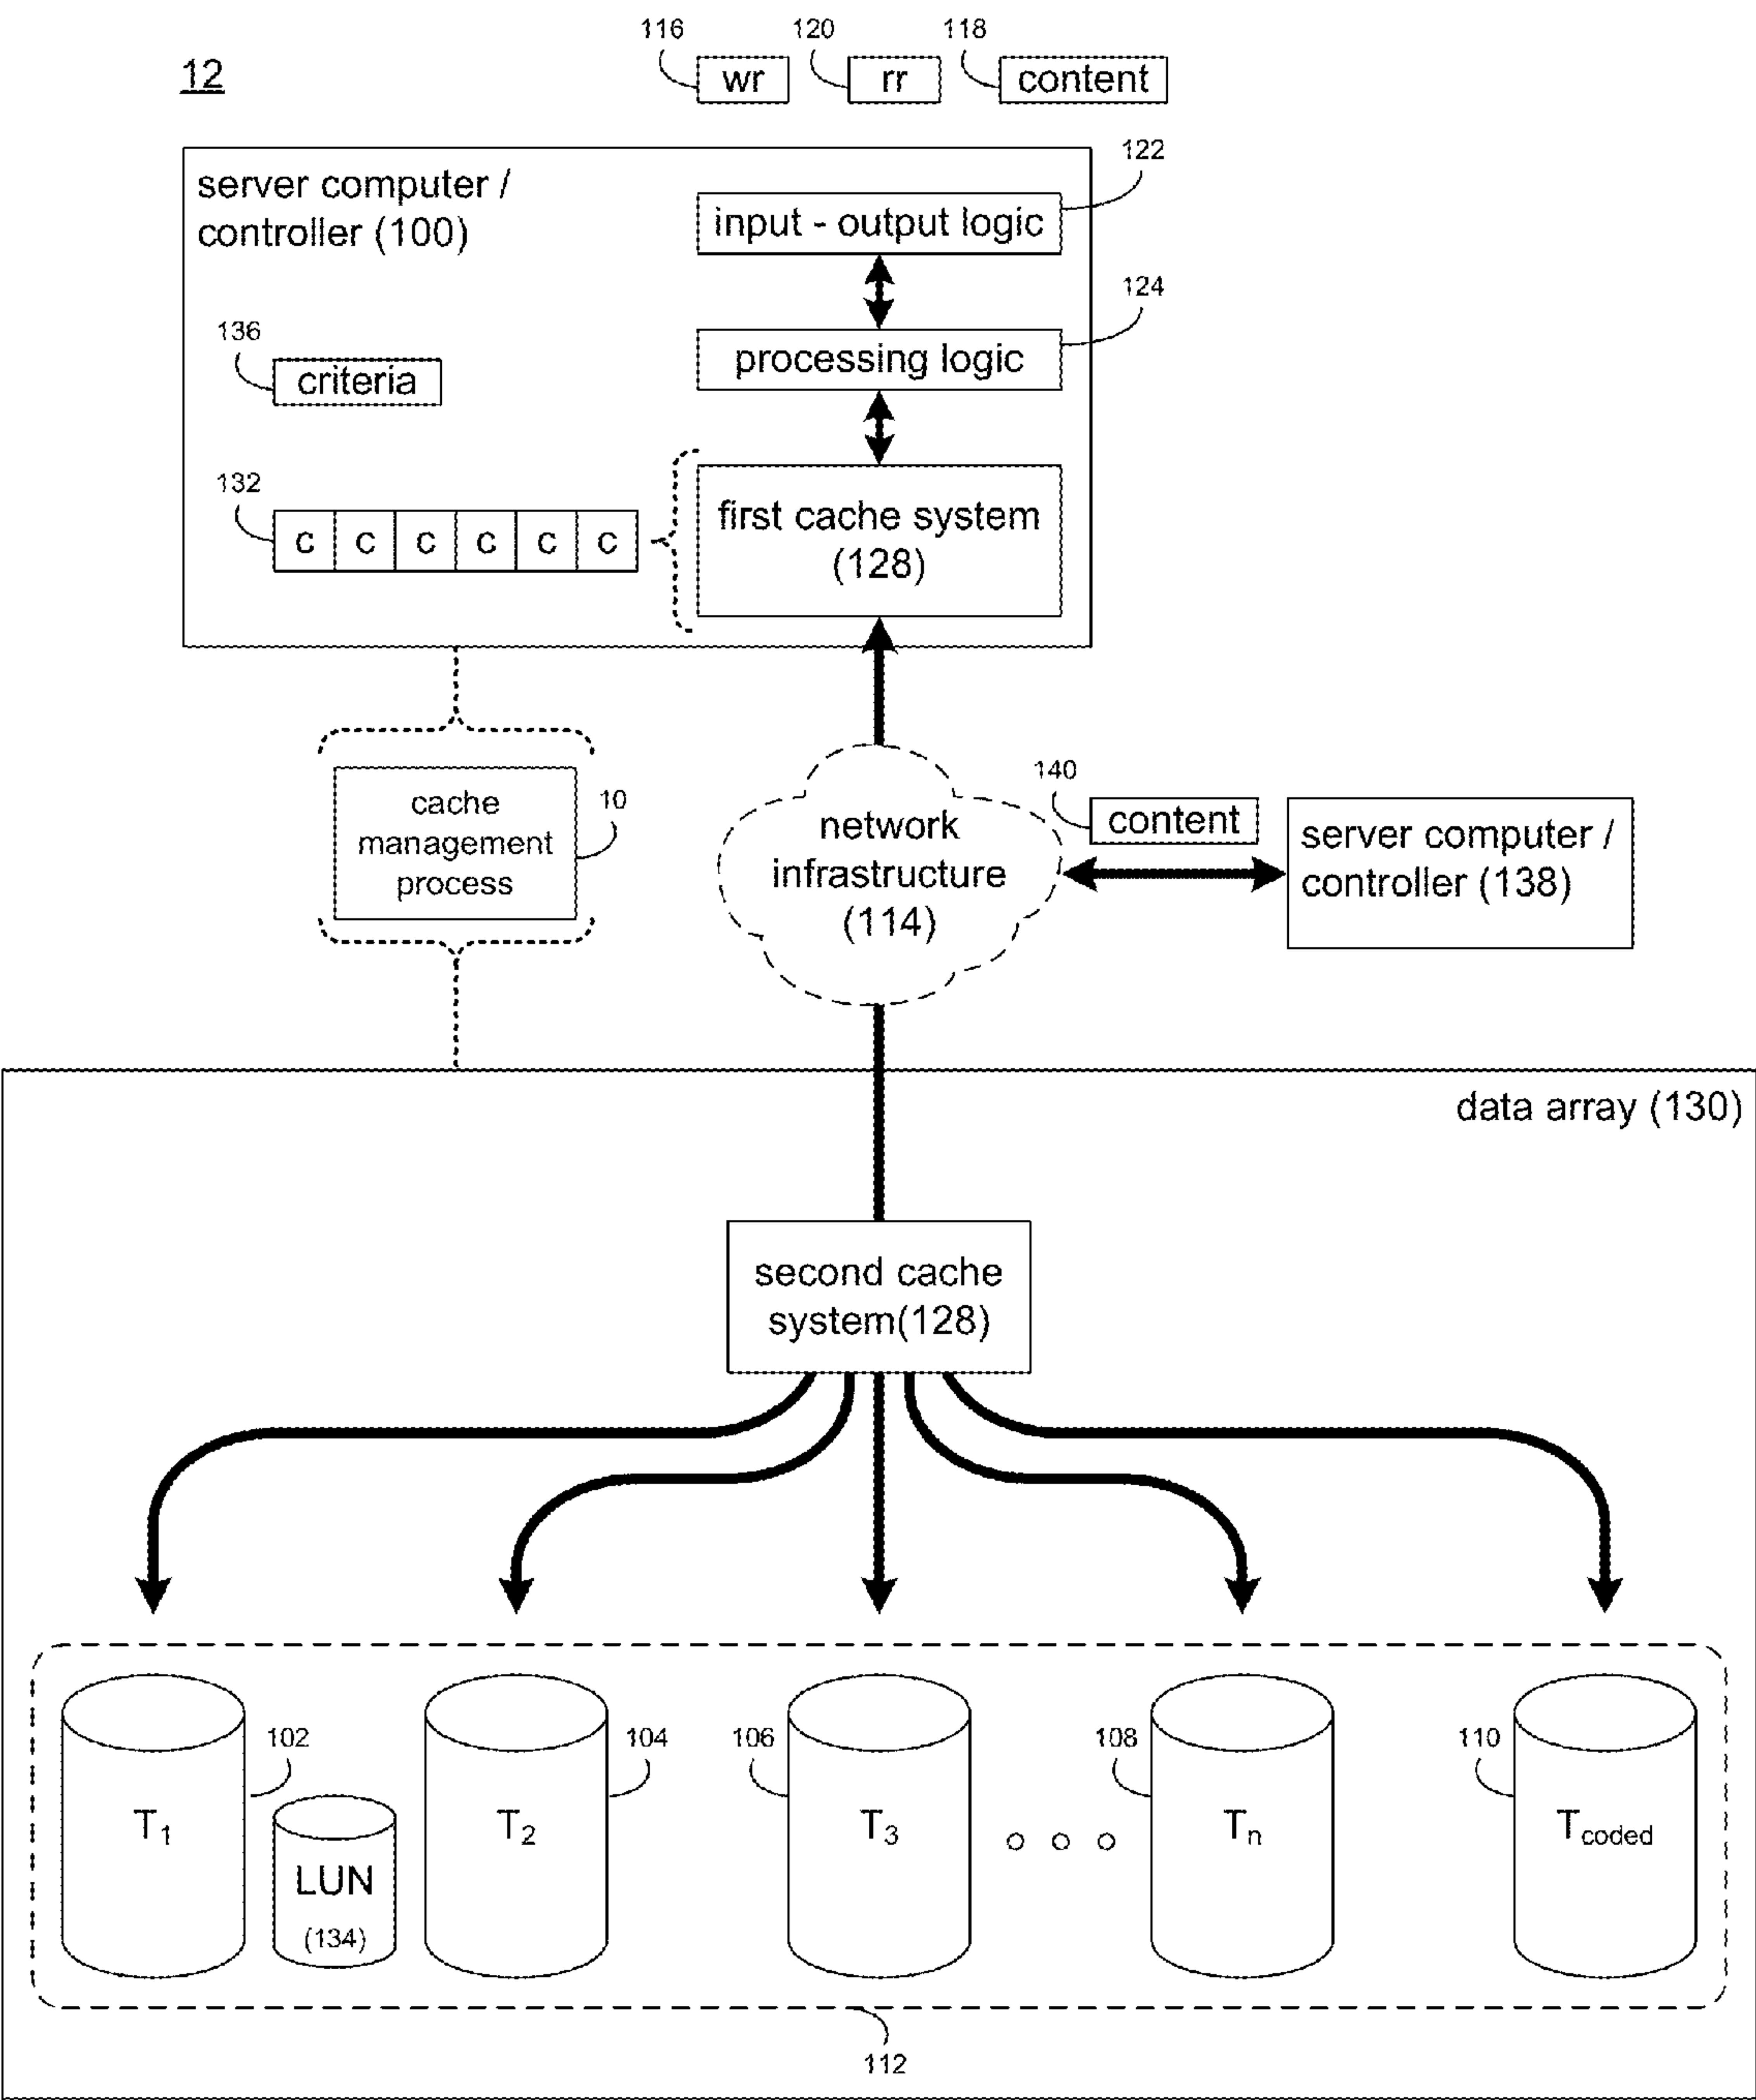 12
116
wr
120
rr
118
content
server computer /
controller (100)
122
input - output logic
124
processing logic
136
criteria
132
c c c c c c
first cache system
(128)
cache
management
process
10
network
infrastructure
(114)
140
content
server computer /
controller (138)
data array (130)
second cache
system(128)
102
T1
LUN
(134)
104
T2
106
T3
108
Tn
110
Tcoded
112